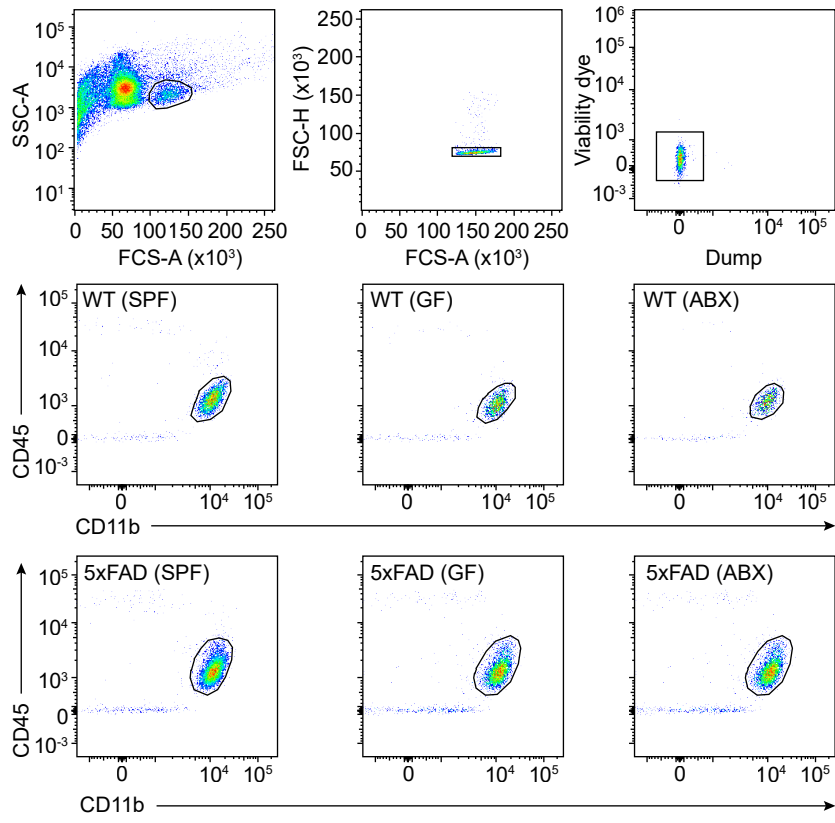 SSC-A
10⁵
10⁴
10³
10²
10¹
0 50 100 150 200 250
FCS-A (x10³)
FSC-H (x10³)
250
200
150
100
50
0 50 100 150 200 250
FCS-A (x10³)
Viability dye
10⁶
10⁵
10⁴
10³
0
10⁻³
0 10⁴ 10⁵
Dump
CD45
10⁵
10⁴
10³
0
10⁻³
WT (SPF)
0 10⁴ 10⁵
WT (GF)
0 10⁴ 10⁵
WT (ABX)
0 10⁴ 10⁵
CD11b
CD45
10⁵
10⁴
10³
0
10⁻³
5xFAD (SPF)
0 10⁴ 10⁵
5xFAD (GF)
0 10⁴ 10⁵
5xFAD (ABX)
0 10⁴ 10⁵
CD11b